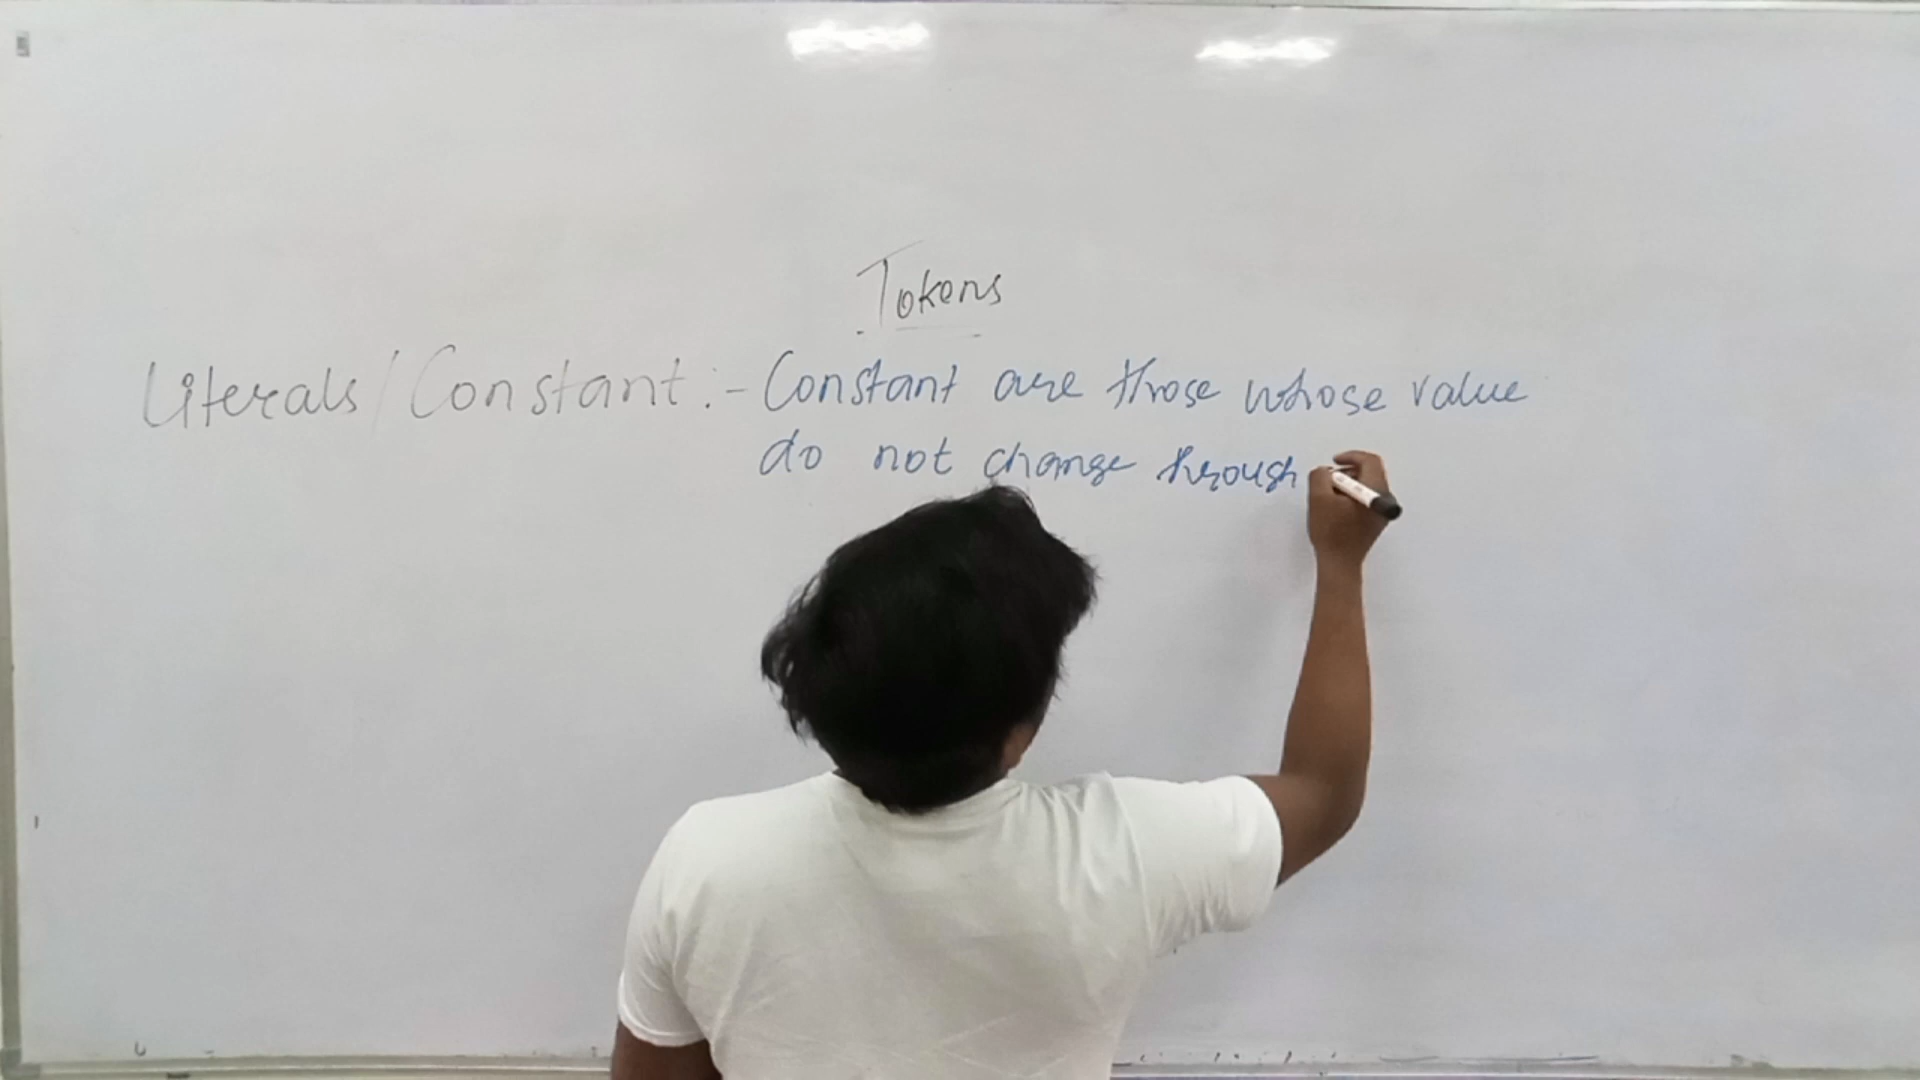 Tokens
Literals/Constant :- Constant are those whose value
do not change through